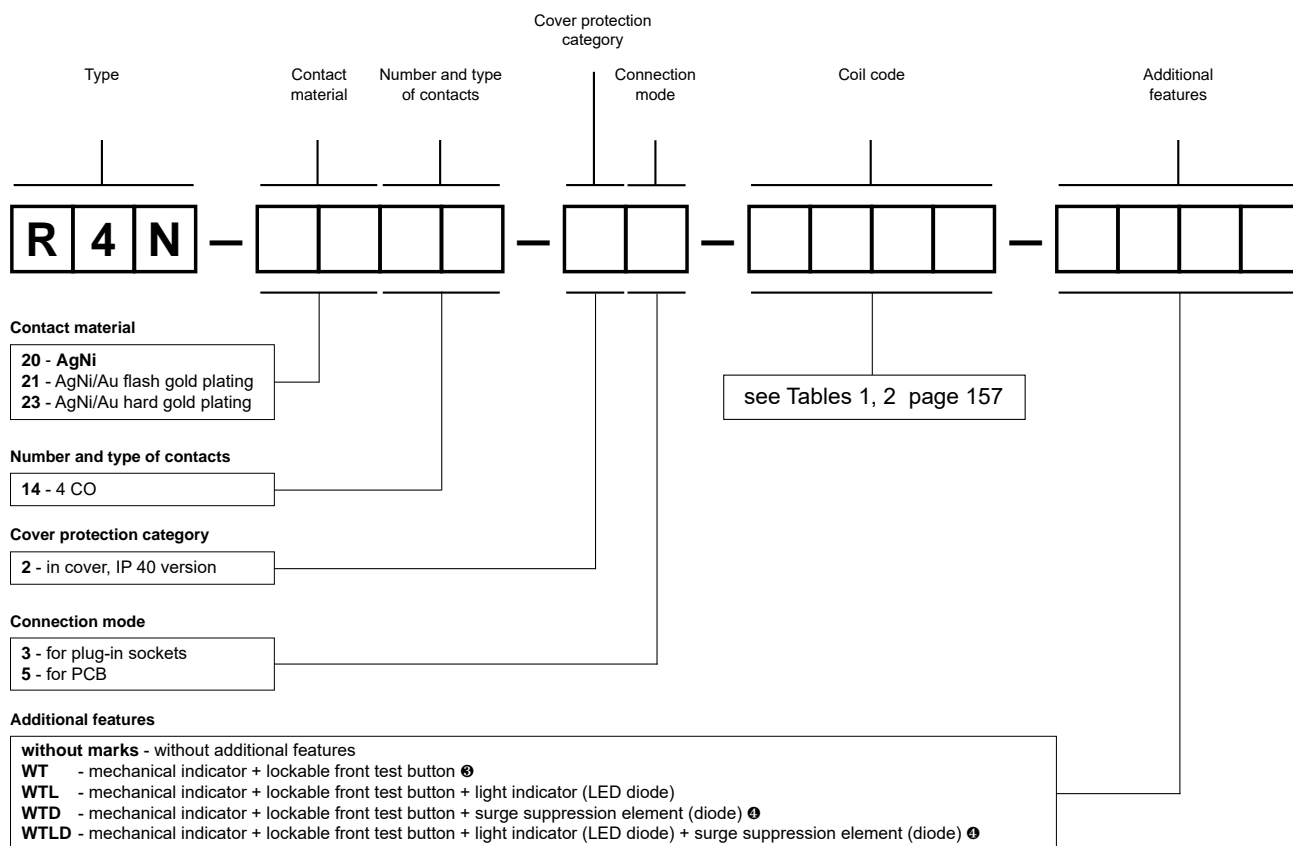 Cover protection
category
Type
Contact
material
Number and type
of contacts
Connection
mode
Coil code
Additional
features
R 4 N – – – –
Contact material
20 - AgNi
21 - AgNi/Au flash gold plating
23 - AgNi/Au hard gold plating
see Tables 1, 2 page 157
Number and type of contacts
14 - 4 CO
Cover protection category
2 - in cover, IP 40 version
Connection mode
3 - for plug-in sockets
5 - for PCB
Additional features
without marks - without additional features
WT - mechanical indicator + lockable front test button ❸
WTL - mechanical indicator + lockable front test button + light indicator (LED diode)
WTD - mechanical indicator + lockable front test button + surge suppression element (diode) ❹
WTLD - mechanical indicator + lockable front test button + light indicator (LED diode) + surge suppression element (diode) ❹